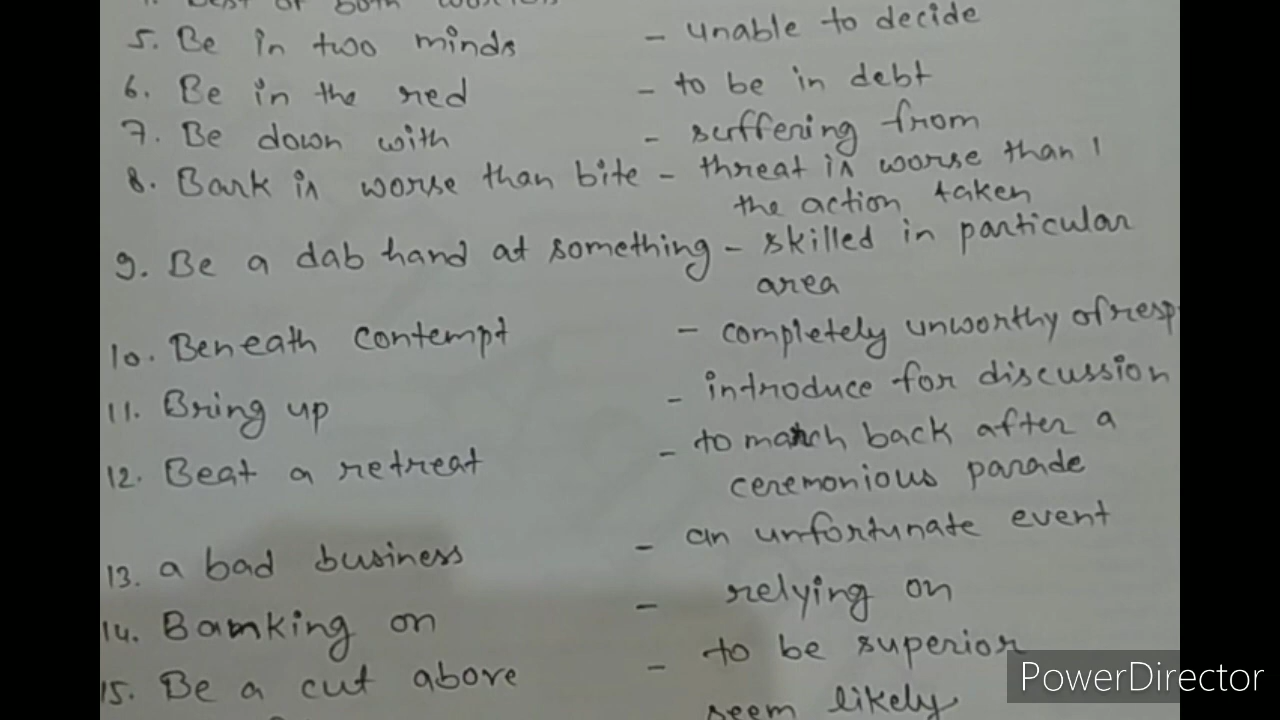 Best of both
5. Be in two minds - unable to decide
6. Be in the red - to be in debt
7. Be down with - suffering from
8. Bark is worse than bite - threat is worse than
the action taken
9. Be a dab hand at something - skilled in particular
area
10. Beneath contempt - completely unworthy of resp
11. Bring up - introduce for discussion
12. Beat a retreat - to march back after a
ceremonious parade
13. a bad business - an unfortunate event
14. Banking on - relying on
15. Be a cut above - to be superior
seem likely
PowerDirector